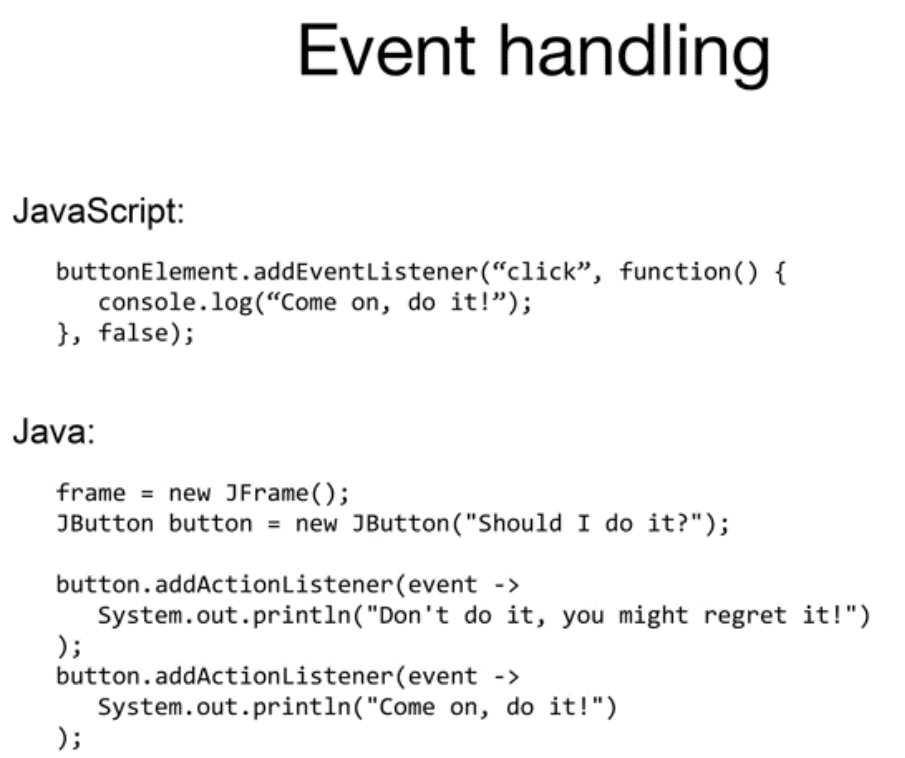 Event handling
JavaScript:
buttonElement.addEventListener(“click”, function() {
console.log(“Come on, do it!”);
}, false);
Java:
frame = new JFrame();
JButton button = new JButton("Should I do it?");
button.addActionListener(event ->
System.out.println("Don't do it, you might regret it!")
);
button.addActionListener(event ->
System.out.println("Come on, do it!")
);